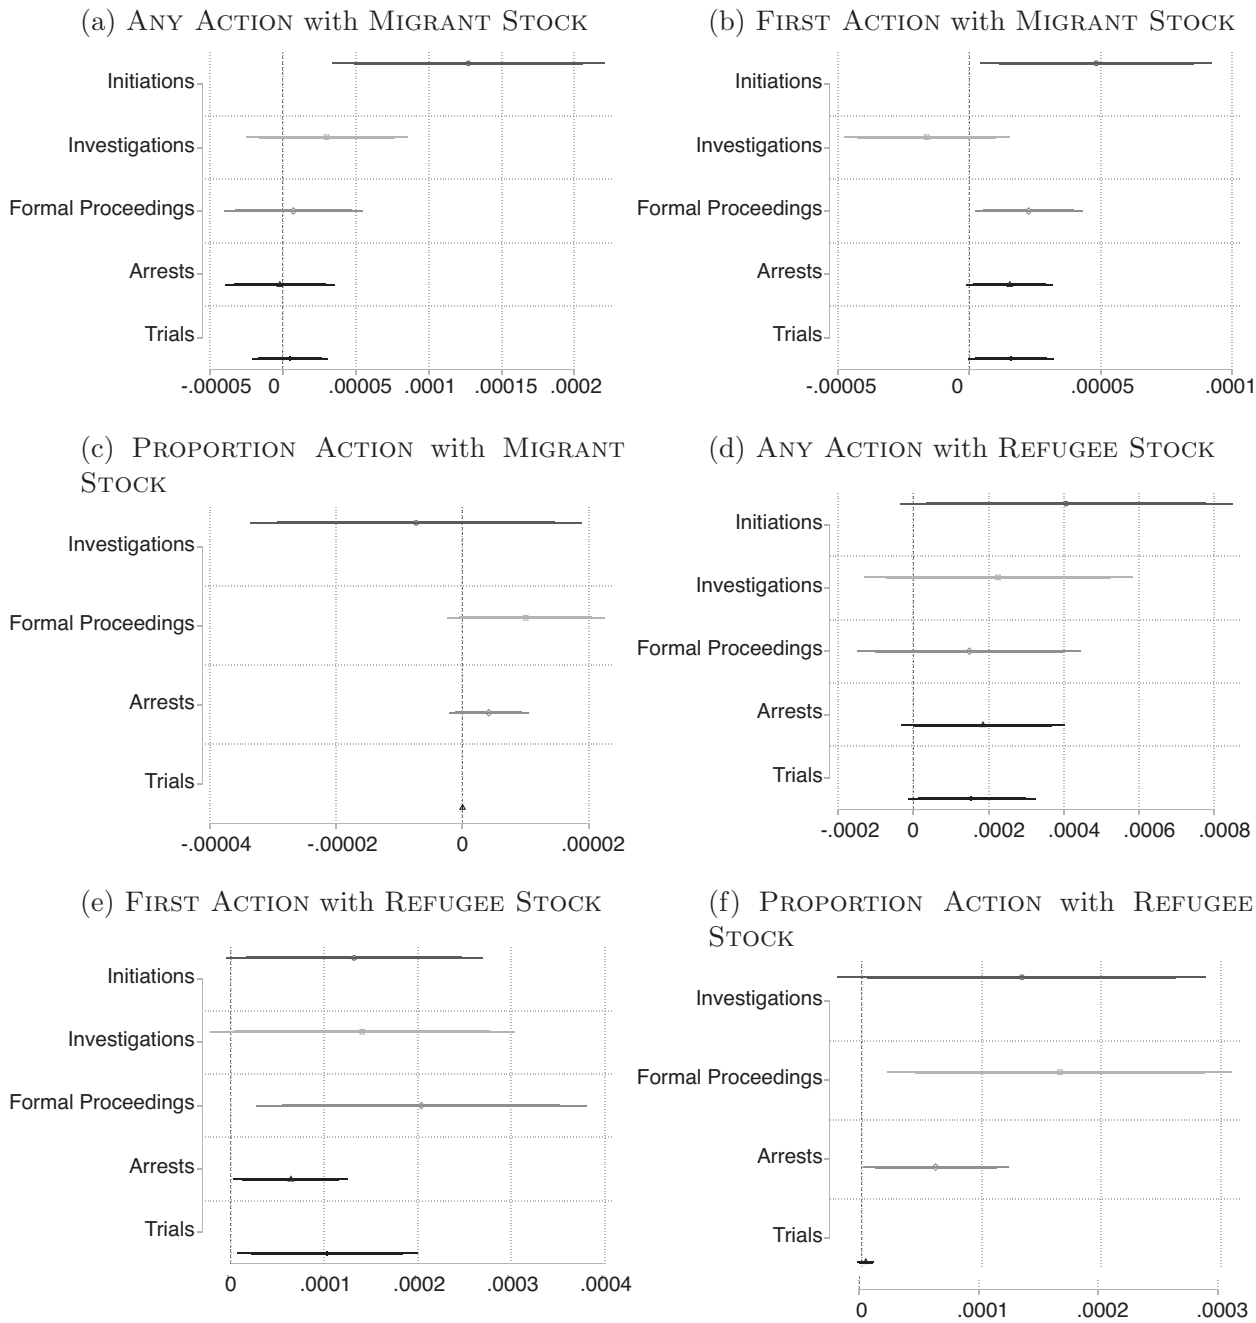 (a) ANY ACTION with MIGRANT STOCK
Initiations
Investigations
Formal Proceedings
Arrests
Trials
-.00005 0 .00005 .0001 .00015 .0002
(b) FIRST ACTION with MIGRANT STOCK
Initiations
Investigations
Formal Proceedings
Arrests
Trials
-.00005 0 .00005 .0001
(c) PROPORTION ACTION with MIGRANT
STOCK
Investigations
Formal Proceedings
Arrests
Trials
-.00004 -.00002 0 .00002
(d) ANY ACTION with REFUGEE STOCK
Initiations
Investigations
Formal Proceedings
Arrests
Trials
-.0002 0 .0002 .0004 .0006 .0008
(e) FIRST ACTION with REFUGEE STOCK
Initiations
Investigations
Formal Proceedings
Arrests
Trials
0 .0001 .0002 .0003 .0004
(f) PROPORTION ACTION with REFUGEE
STOCK
Investigations
Formal Proceedings
Arrests
Trials
0 .0001 .0002 .0003